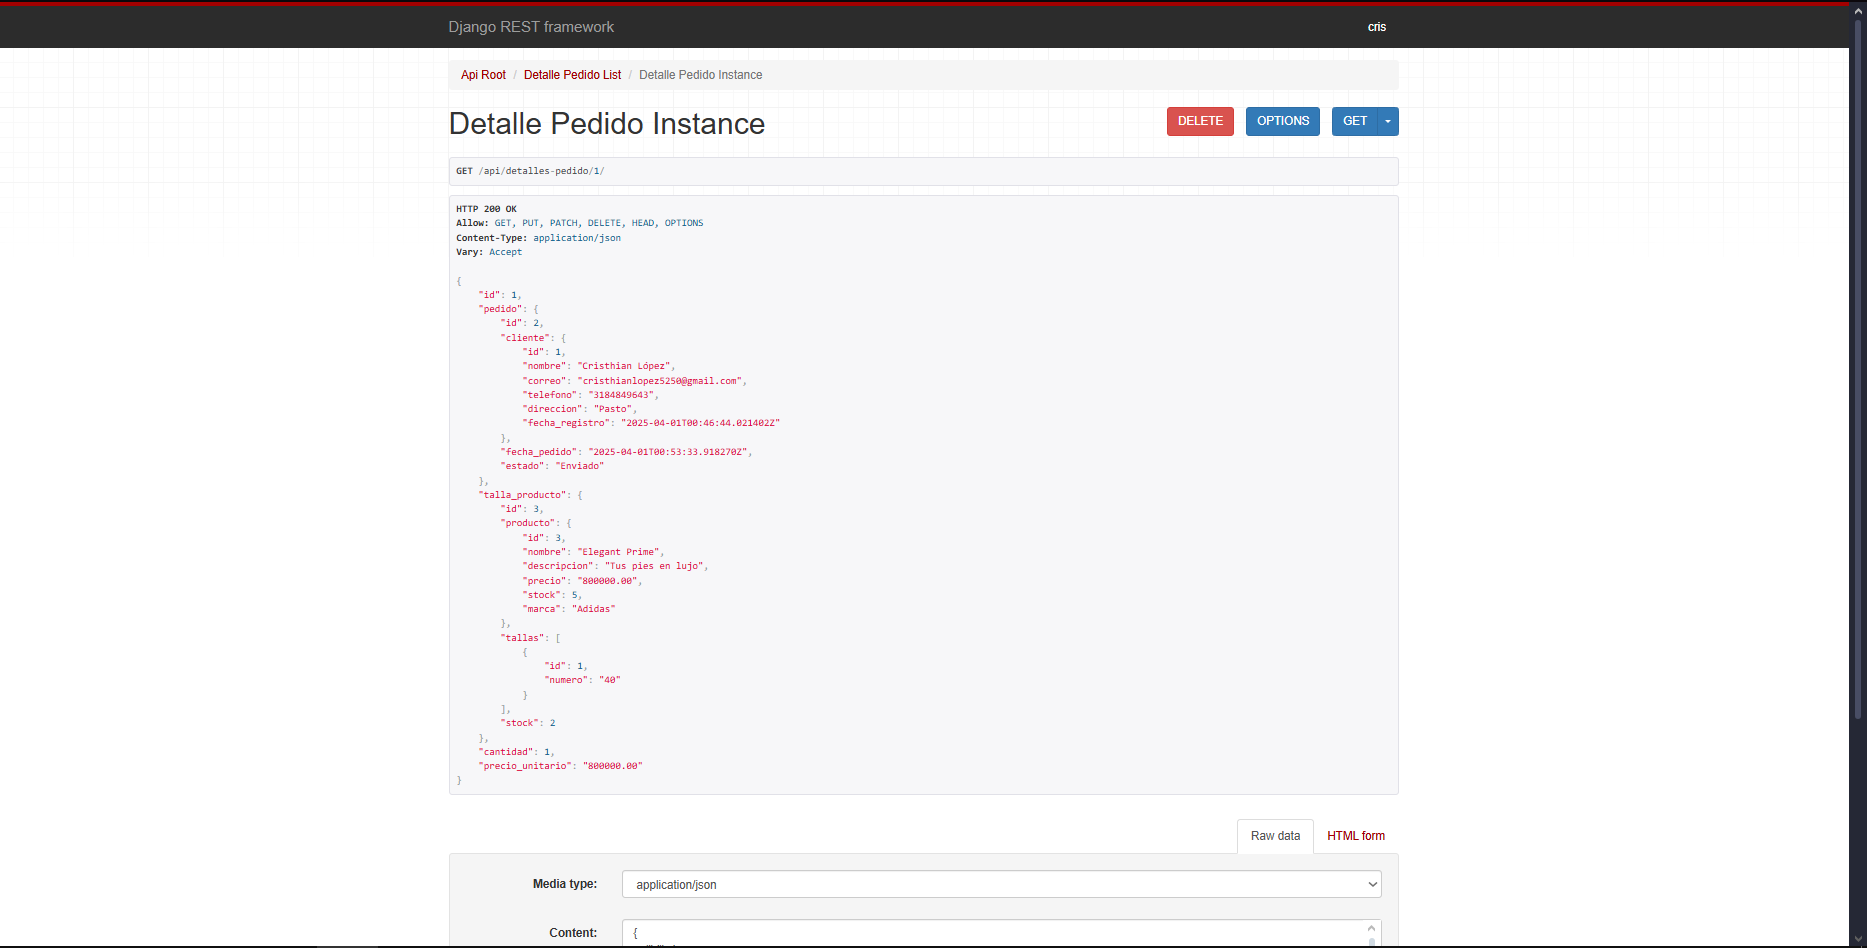 Django REST framework
cris
Api Root / Detalle Pedido List / Detalle Pedido Instance
Detalle Pedido Instance
DELETE
OPTIONS
GET
GET /api/detalles-pedido/1/
HTTP 200 OK
Allow: GET, PUT, PATCH, DELETE, HEAD, OPTIONS
Content-Type: application/json
Vary: Accept
{
    "id": 1,
    "pedido": {
        "id": 2,
        "cliente": {
            "id": 1,
            "nombre": "Cristhian López",
            "correo": "cristhianlopez5250@gmail.com",
            "telefono": "3184849643",
            "direccion": "Pasto",
            "fecha_registro": "2025-04-01T00:46:44.021402Z"
        },
        "fecha_pedido": "2025-04-01T00:53:33.918270Z",
        "estado": "Enviado"
    },
    "talla_producto": {
        "id": 3,
        "producto": {
            "id": 3,
            "nombre": "Elegant Prime",
            "descripcion": "Tus pies en lujo",
            "precio": "800000.00",
            "stock": 5,
            "marca": "Adidas"
        },
        "tallas": [
            {
                "id": 1,
                "numero": "40"
            }
        ],
        "stock": 2
    },
    "cantidad": 1,
    "precio_unitario": "800000.00"
}
Raw data
HTML form
Media type:
application/json
Content:
{